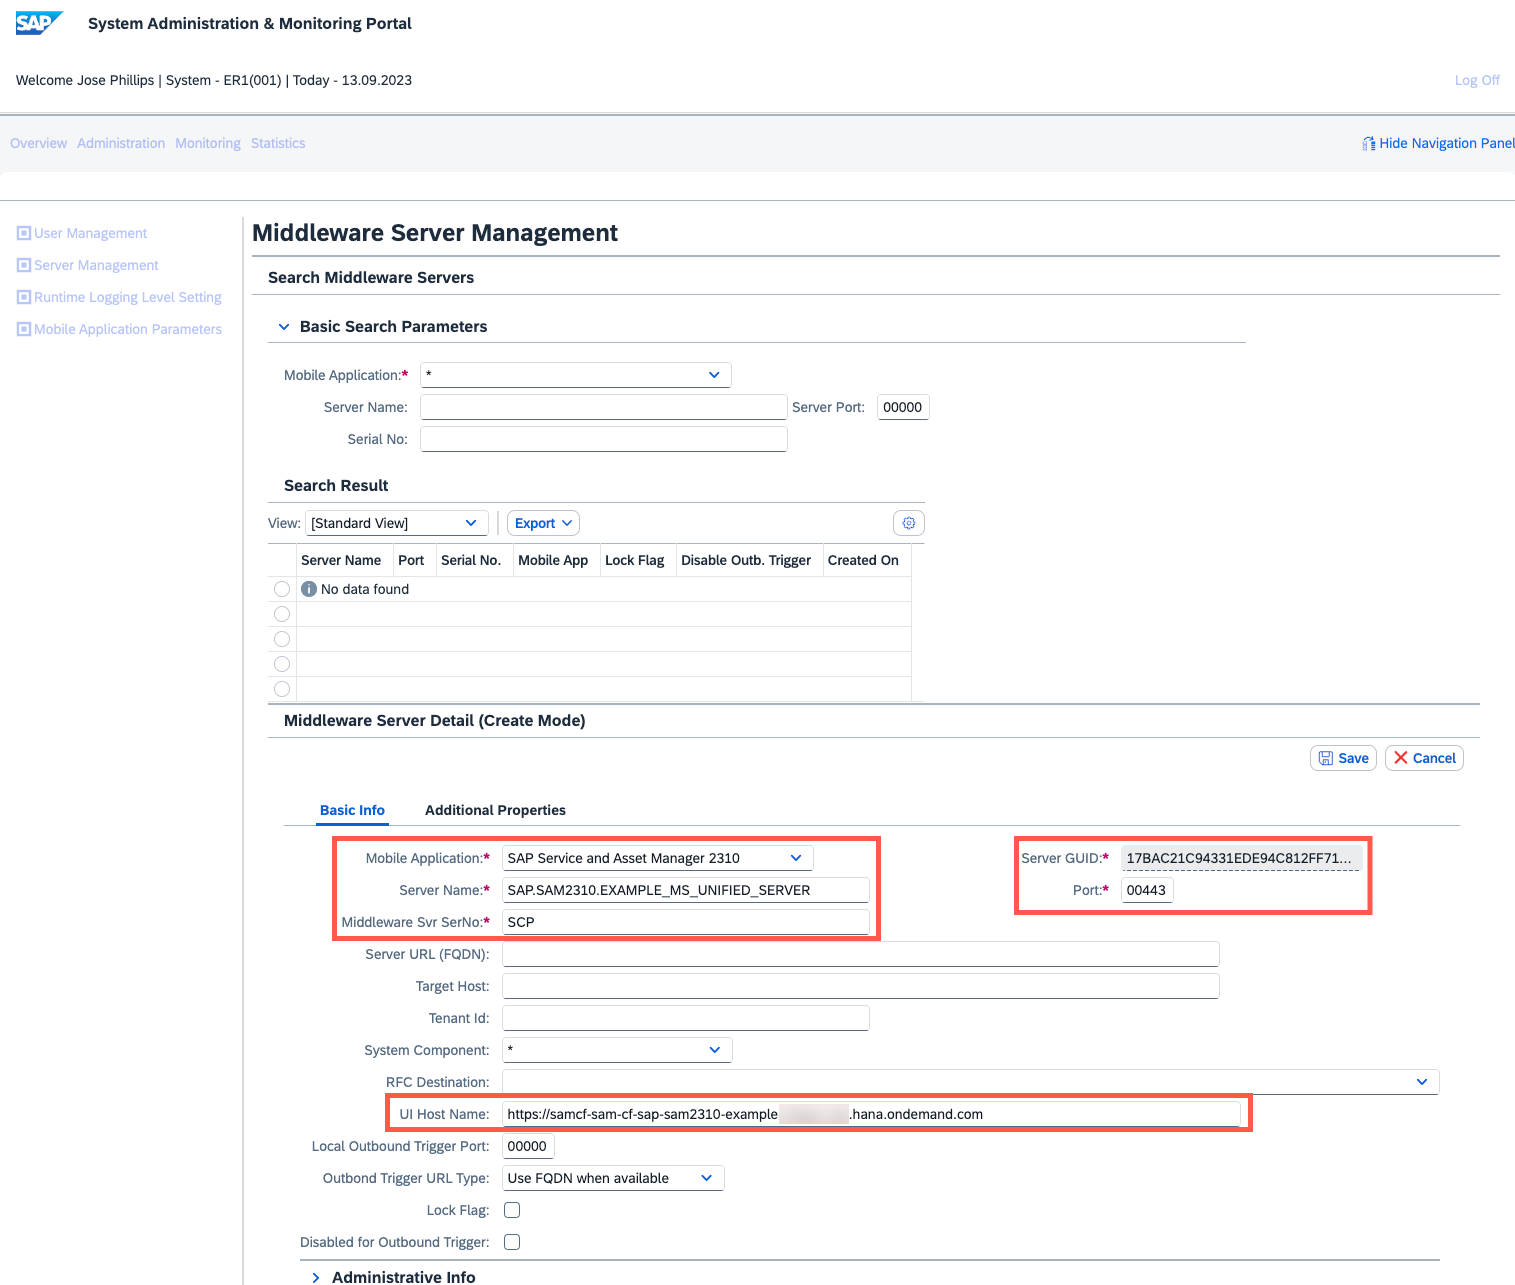 SAP System Administration & Monitoring Portal
Welcome Jose Phillips | System - ER1(001) | Today - 13.09.2023 Log Off
Overview Administration Monitoring Statistics Hide Navigation Panel
User Management
Server Management
Runtime Logging Level Setting
Mobile Application Parameters
Middleware Server Management
Search Middleware Servers
Basic Search Parameters
Mobile Application:* *
Server Name: Server Port: 00000
Serial No:
Search Result
View: [Standard View] Export
Server Name Port Serial No. Mobile App Lock Flag Disable Outb. Trigger Created On
No data found
Middleware Server Detail (Create Mode)
Save Cancel
Basic Info Additional Properties
Mobile Application:* SAP Service and Asset Manager 2310 Server GUID:* 17BAC21C94331EDE94C812FF71...
Server Name:* SAP.SAM2310.EXAMPLE_MS_UNIFIED_SERVER Port:* 00443
Middleware Svr SerNo:* SCP
Server URL (FQDN):
Target Host:
Tenant Id:
System Component: *
RFC Destination:
UI Host Name: https://samcf-sam-cf-sap-sam2310-example .hana.ondemand.com
Local Outbound Trigger Port: 00000
Outbond Trigger URL Type: Use FQDN when available
Lock Flag:
Disabled for Outbound Trigger:
Administrative Info